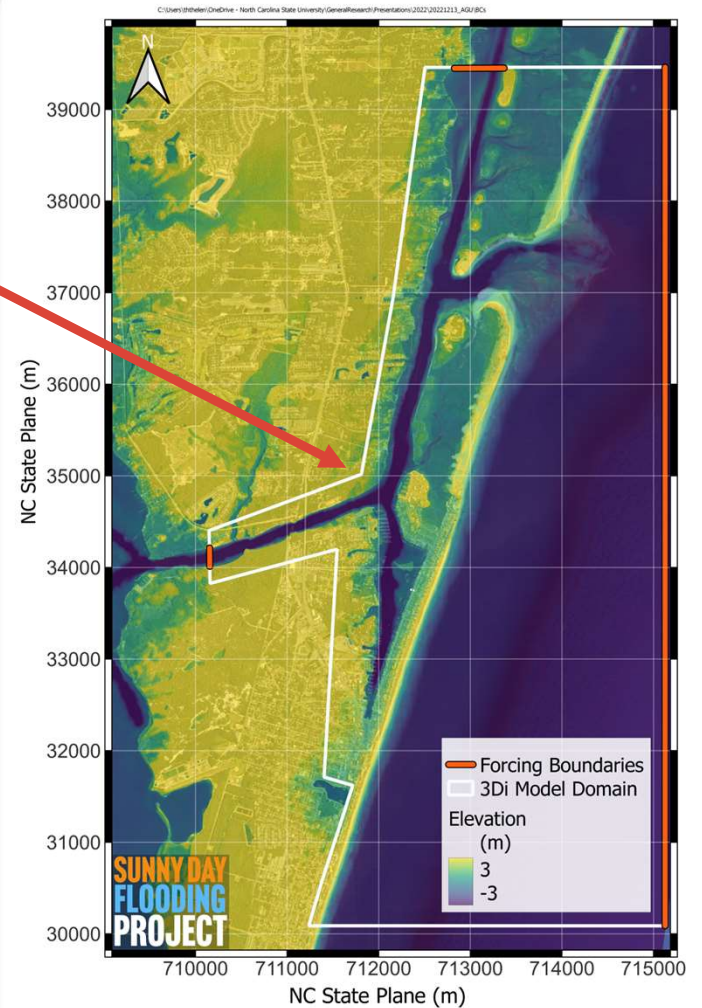 C:\Users\ththelen\OneDrive - North Carolina State University\GeneralResearch\Presentations\2022\20221213_AGU\BCs
N
39000
38000
37000
36000
35000
34000
33000
32000
31000
30000
NC State Plane (m)
Forcing Boundaries
3Di Model Domain
Elevation
(m)
3
-3
SUNNY DAY
FLOODING
PROJECT
710000 711000 712000 713000 714000 715000
NC State Plane (m)